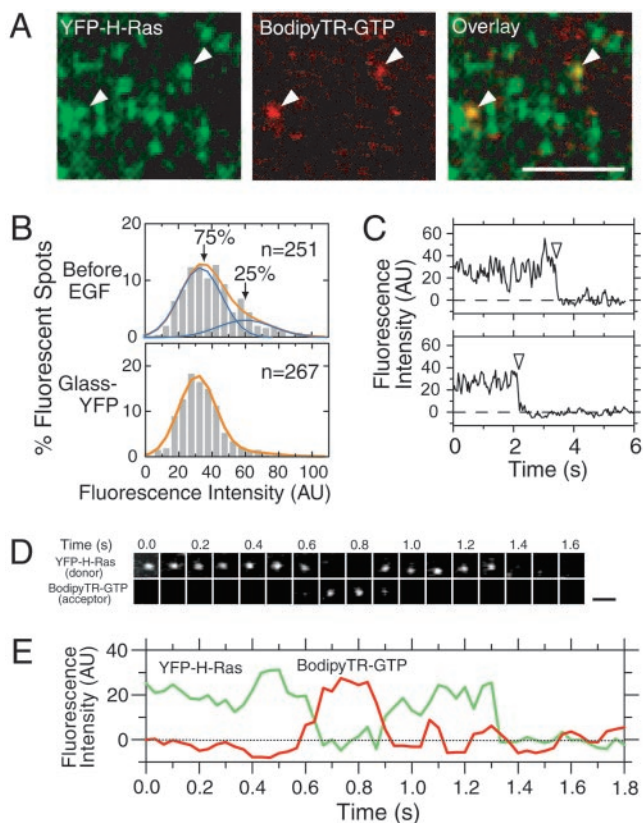 A
YFP-H-Ras
BodipyTR-GTP
Overlay
B
% Fluorescent Spots
Before EGF
20
10
0
75%
25%
n=251
Glass-YFP
20
10
0
n=267
0 20 40 60 80 100
Fluorescence Intensity (AU)
C
Fluorescence
Intensity (AU)
60
40
20
0
60
40
20
0
0 2 4 6
Time (s)
D
Time (s) 0.0 0.2 0.4 0.6 0.8 1.0 1.2 1.4 1.6
YFP-H-Ras
(donor)
BodipyTR-GTP
(acceptor)
E
Fluorescence
Intensity (AU)
40
20
0
YFP-H-Ras BodipyTR-GTP
0.0 0.2 0.4 0.6 0.8 1.0 1.2 1.4 1.6 1.8
Time (s)